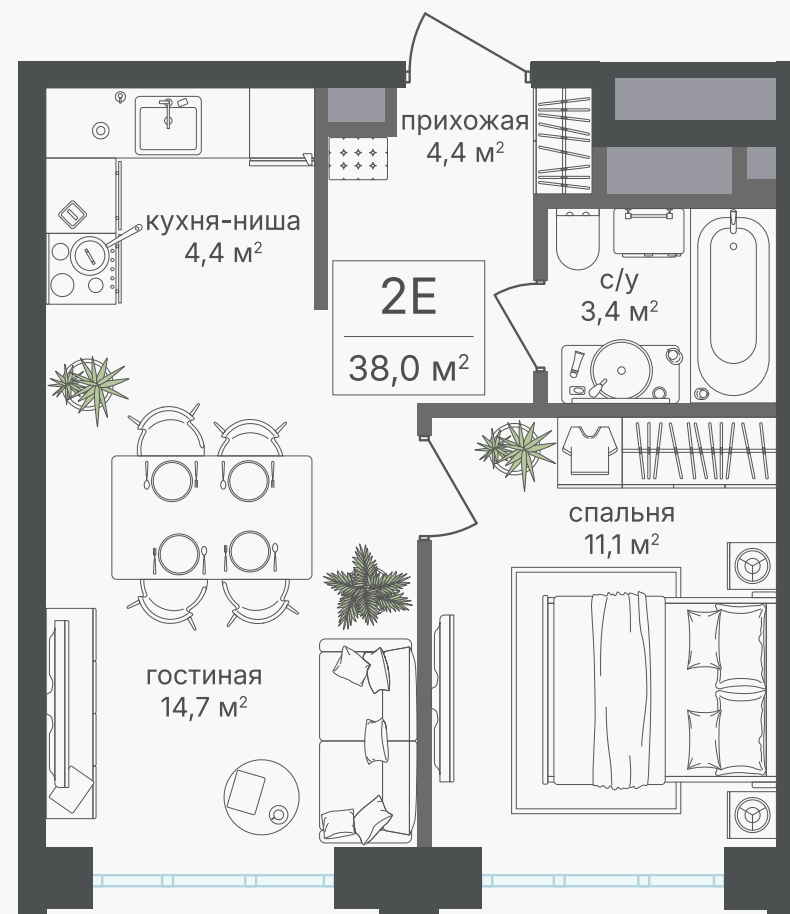 прихожая
4,4 м²
кухня-ниша
4,4 м²
2Е
38,0 м²
с/у
3,4 м²
спальня
11,1 м²
гостиная
14,7 м²